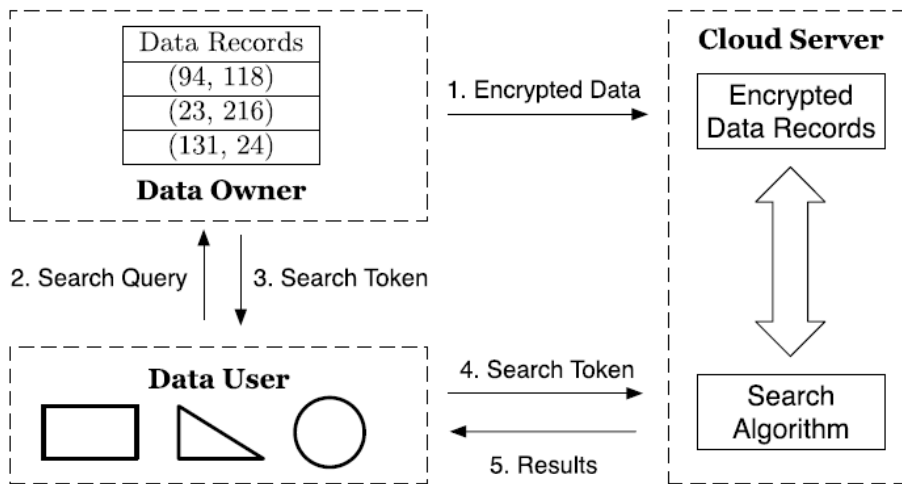 Data Records
(94, 118)
(23, 216)
(131, 24)
Data Owner
1. Encrypted Data
Cloud Server
Encrypted
Data Records
2. Search Query
3. Search Token
Data User
4. Search Token
5. Results
Search
Algorithm